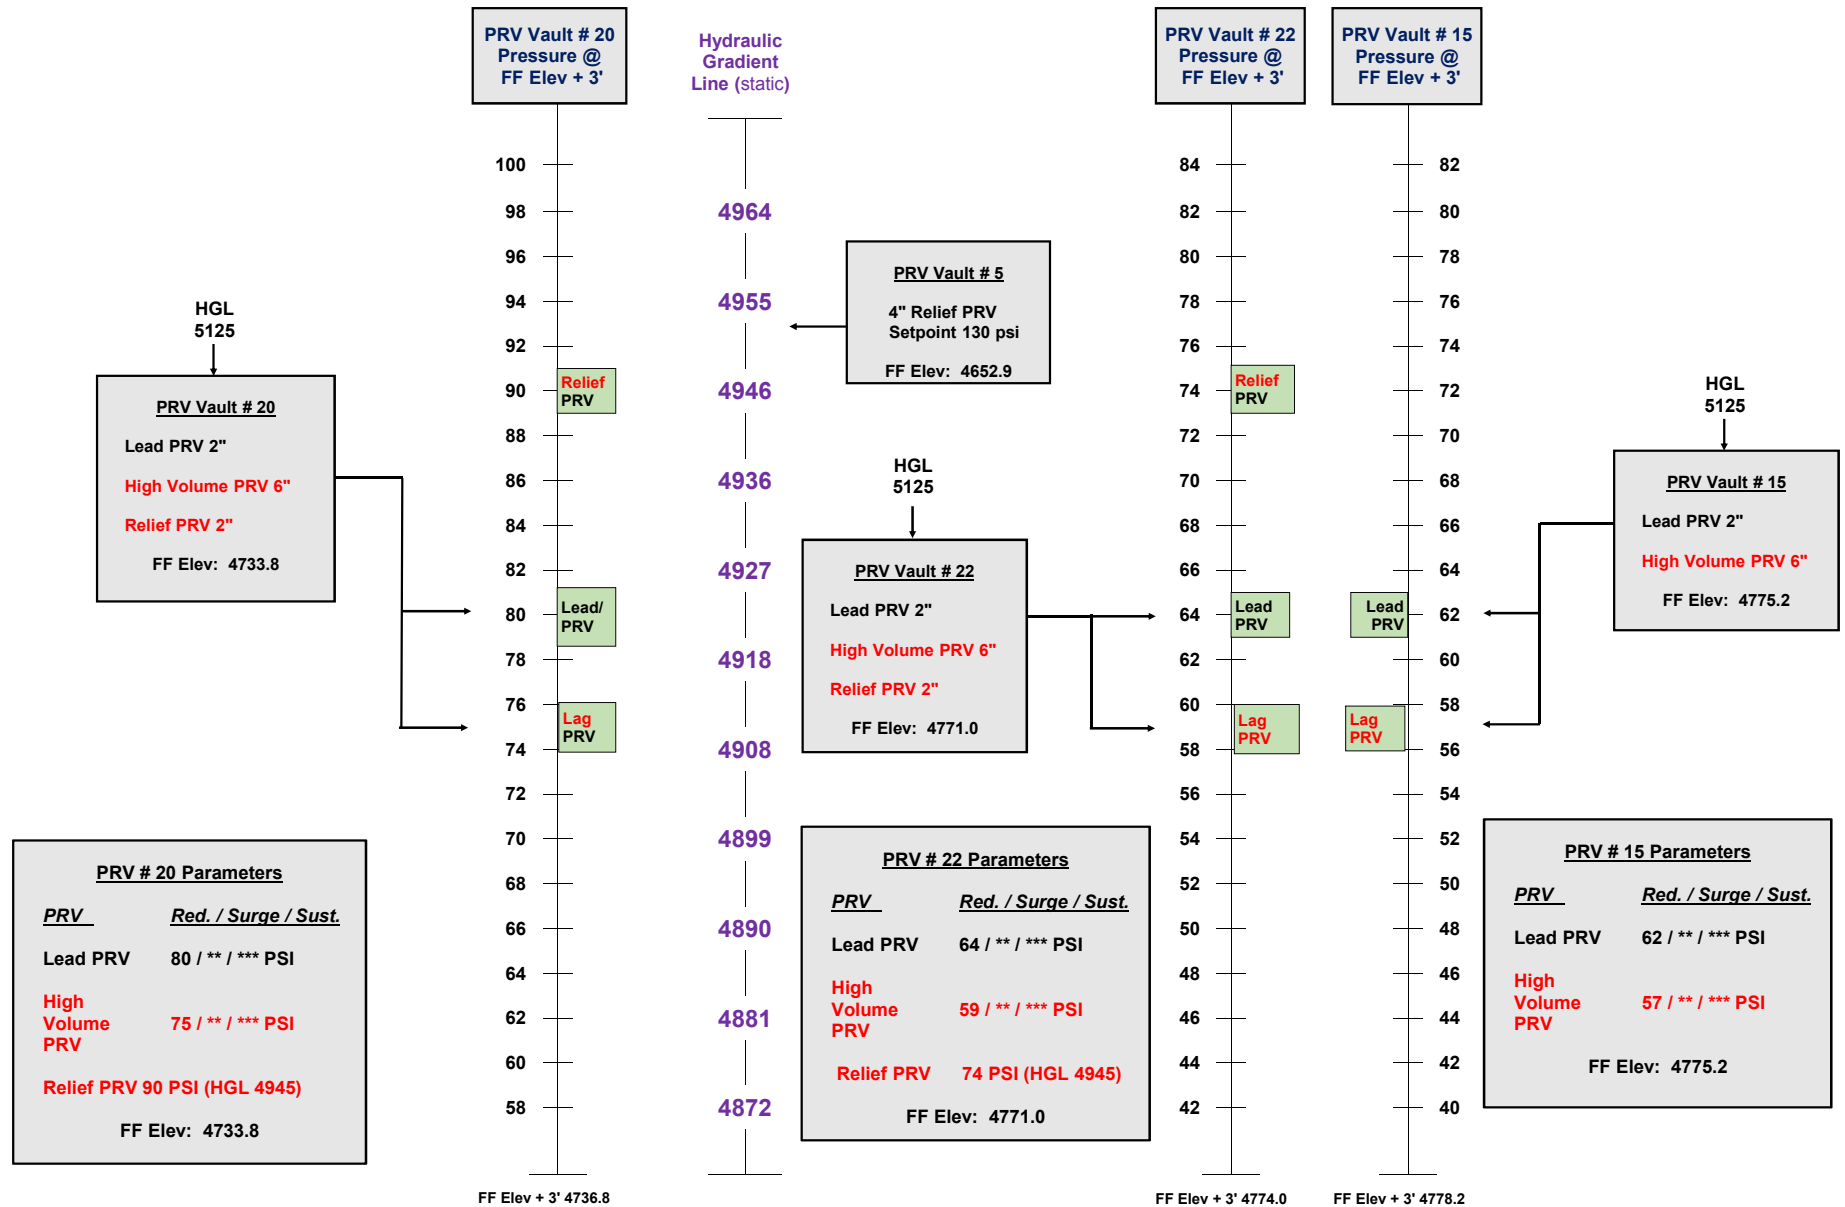 PRV Vault # 20
Pressure @
FF Elev + 3'
Hydraulic
Gradient
Line (static)
PRV Vault # 22
Pressure @
FF Elev + 3'
PRV Vault # 15
Pressure @
FF Elev + 3'
HGL
5125
PRV Vault # 20
Lead PRV 2"
High Volume PRV 6"
Relief PRV 2"
FF Elev: 4733.8
PRV # 20 Parameters
PRV Red. / Surge / Sust.
Lead PRV 80 / ** / *** PSI
High
Volume 75 / ** / *** PSI
PRV
Relief PRV 90 PSI (HGL 4945)
FF Elev: 4733.8
100
98
96
94
92
90
88
86
84
82
80
78
76
74
72
70
68
66
64
62
60
58
Relief
PRV
Lead/
PRV
Lag
PRV
FF Elev + 3' 4736.8
4964
4955
4946
4936
4927
4918
4908
4899
4890
4881
4872
PRV Vault # 5
4" Relief PRV
Setpoint 130 psi
FF Elev: 4652.9
HGL
5125
PRV Vault # 22
Lead PRV 2"
High Volume PRV 6"
Relief PRV 2"
FF Elev: 4771.0
PRV # 22 Parameters
PRV Red. / Surge / Sust.
Lead PRV 64 / ** / *** PSI
High
Volume 59 / ** / *** PSI
PRV
Relief PRV 74 PSI (HGL 4945)
FF Elev: 4771.0
84
82
80
78
76
74
72
70
68
66
64
62
60
58
56
54
52
50
48
46
44
42
Relief
PRV
Lead
PRV
Lag
PRV
FF Elev + 3' 4774.0
82
80
78
76
74
72
70
68
66
64
62
60
58
56
54
52
50
48
46
44
42
40
Lead
PRV
Lag
PRV
FF Elev + 3' 4778.2
HGL
5125
PRV Vault # 15
Lead PRV 2"
High Volume PRV 6"
FF Elev: 4775.2
PRV # 15 Parameters
PRV Red. / Surge / Sust.
Lead PRV 62 / ** / *** PSI
High
Volume 57 / ** / *** PSI
PRV
FF Elev: 4775.2